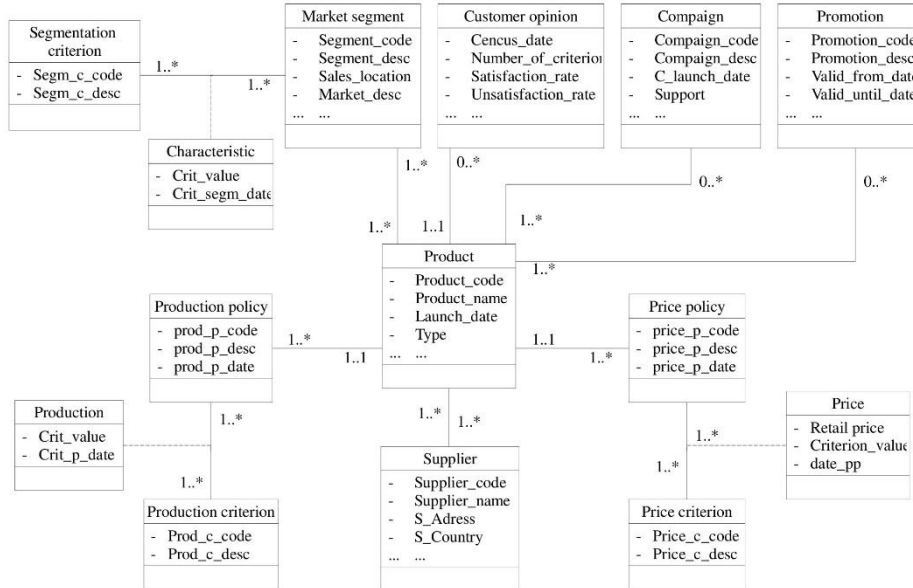 Segmentation
criterion
- Segm_c_code
- Segm_c_desc
1..*
1..*
Market segment
- Segment_code
- Segment_desc
- Sales_location
- Market_desc
... ...
Customer opinion
- Cencus_date
- Number_of_criterion
- Satisfaction_rate
- Unsatisfaction_rate
... ...
Compaign
- Compaign_code
- Compaign_desc
- C_launch_date
- Support
... ...
Promotion
- Promotion_code
- Promotion_desc
- Valid_from_date
- Valid_until_date
... ...
Characteristic
- Crit_value
- Crit_segm_date
1..*
0..*
0..*
0..*
1..*
1..1
1..*
1..*
Product
- Product_code
- Product_name
- Launch_date
- Type
... ...
Production policy
- prod_p_code
- prod_p_desc
- prod_p_date
1..*
1..1
1..1
1..*
Price policy
- price_p_code
- price_p_desc
- price_p_date
Production
- Crit_value
- Crit_p_date
1..*
1..*
1..*
1..*
Supplier
- Supplier_code
- Supplier_name
- S_Adress
- S_Country
... ...
1..*
1..*
Price
- Retail price
- Criterion_value
- date_pp
Production criterion
- Prod_c_code
- Prod_c_desc
1..*
Price criterion
- Price_c_code
- Price_c_desc